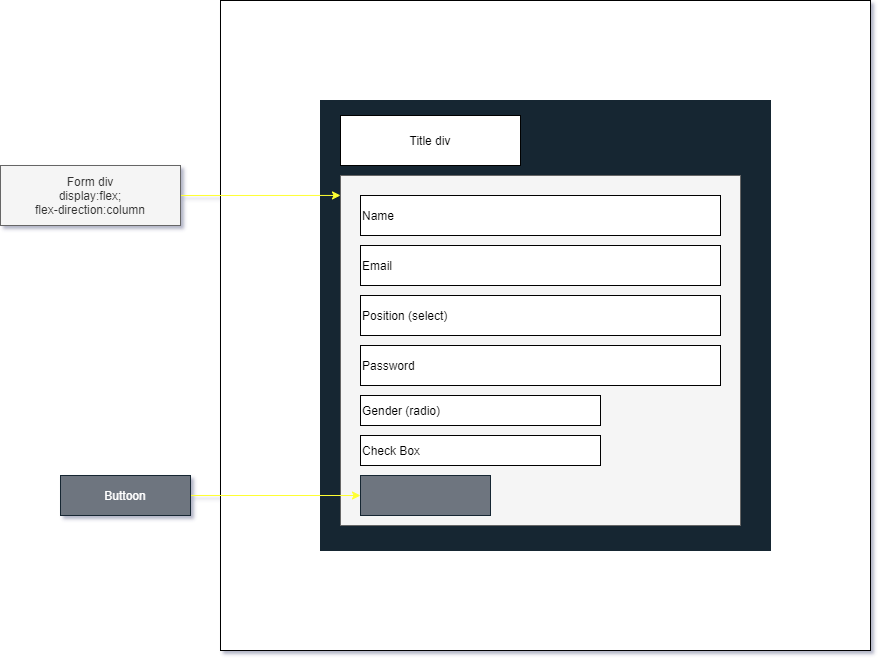 Title div
Form div
display:flex;
flex-direction:column
Name
Email
Position (select)
Password
Gender (radio)
Check Box
Buttoon